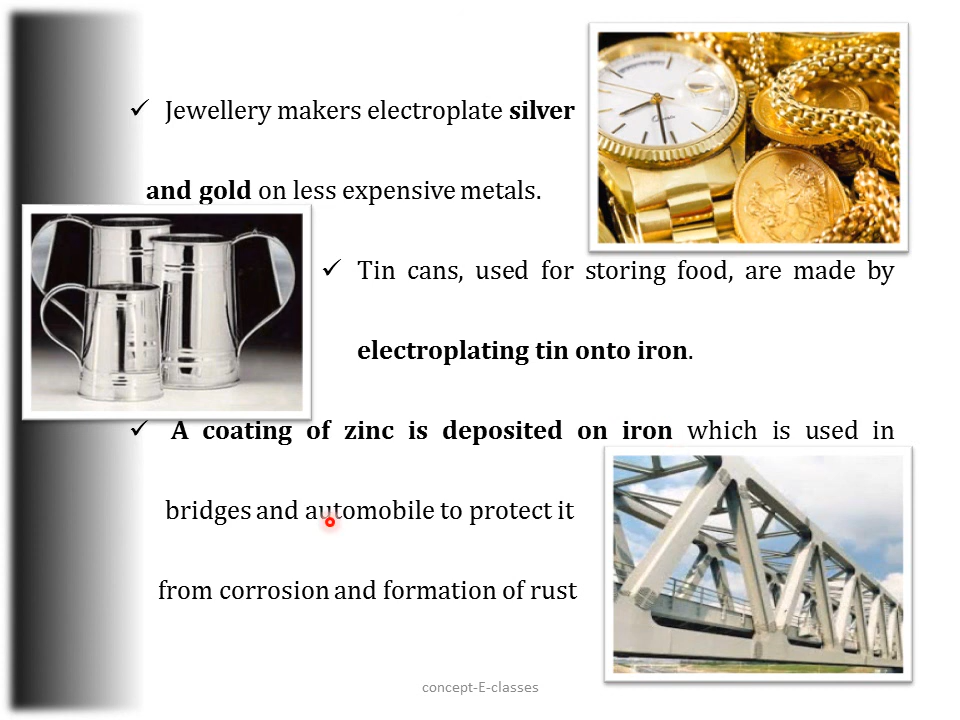 ✓ Jewellery makers electroplate silver
and gold on less expensive metals.
✓ Tin cans, used for storing food, are made by
electroplating tin onto iron.
✓ A coating of zinc is deposited on iron which is used in
bridges and automobile to protect it
from corrosion and formation of rust
concept-E-classes